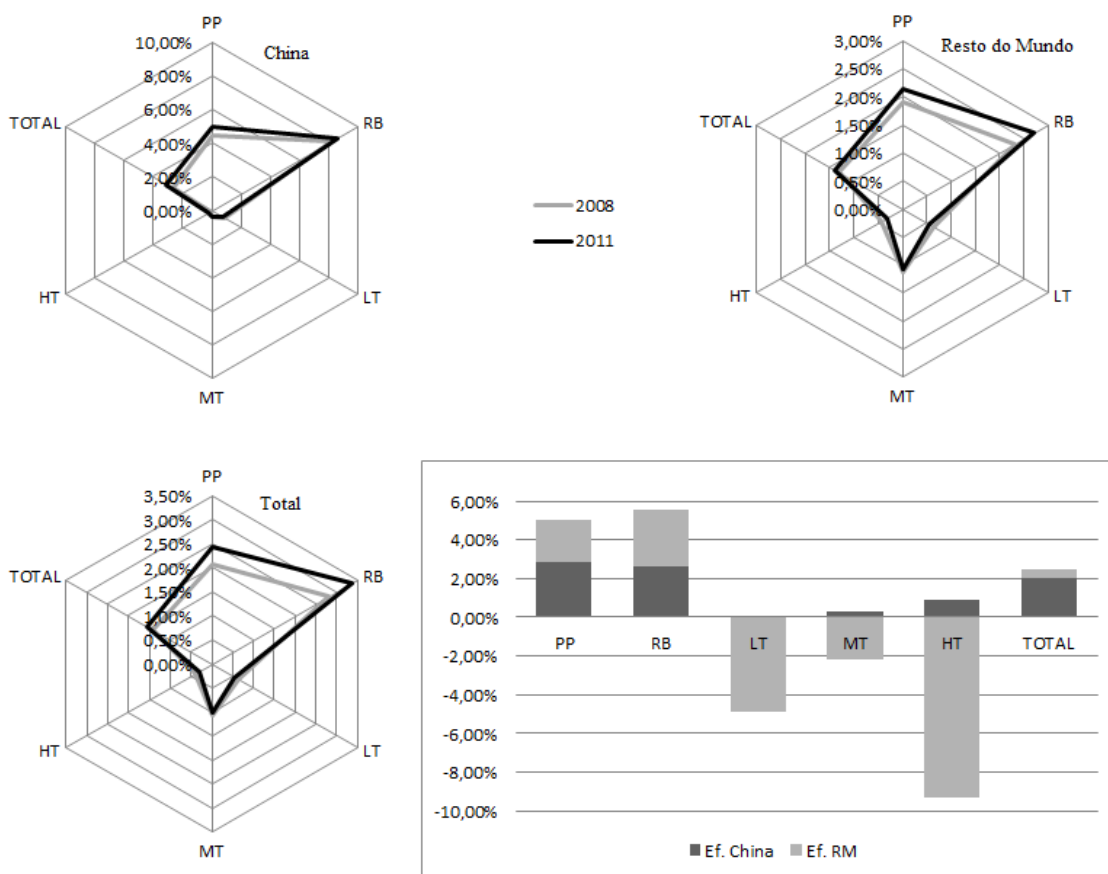 PP
10,00%
China
8,00%
6,00%
TOTAL
RB
4,00%
2,00%
0,00%
HT
LT
MT
2008
2011
PP
3,00%
Resto do Mundo
2,50%
2,00%
TOTAL
RB
1,50%
1,00%
0,50%
0,00%
HT
LT
MT
PP
3,50%
Total
3,00%
2,50%
TOTAL
RB
2,00%
1,50%
1,00%
0,50%
0,00%
HT
LT
MT
6,00%
4,00%
2,00%
0,00%
PP RB LT MT HT TOTAL
-2,00%
-4,00%
-6,00%
-8,00%
-10,00%
Ef. China Ef. RM